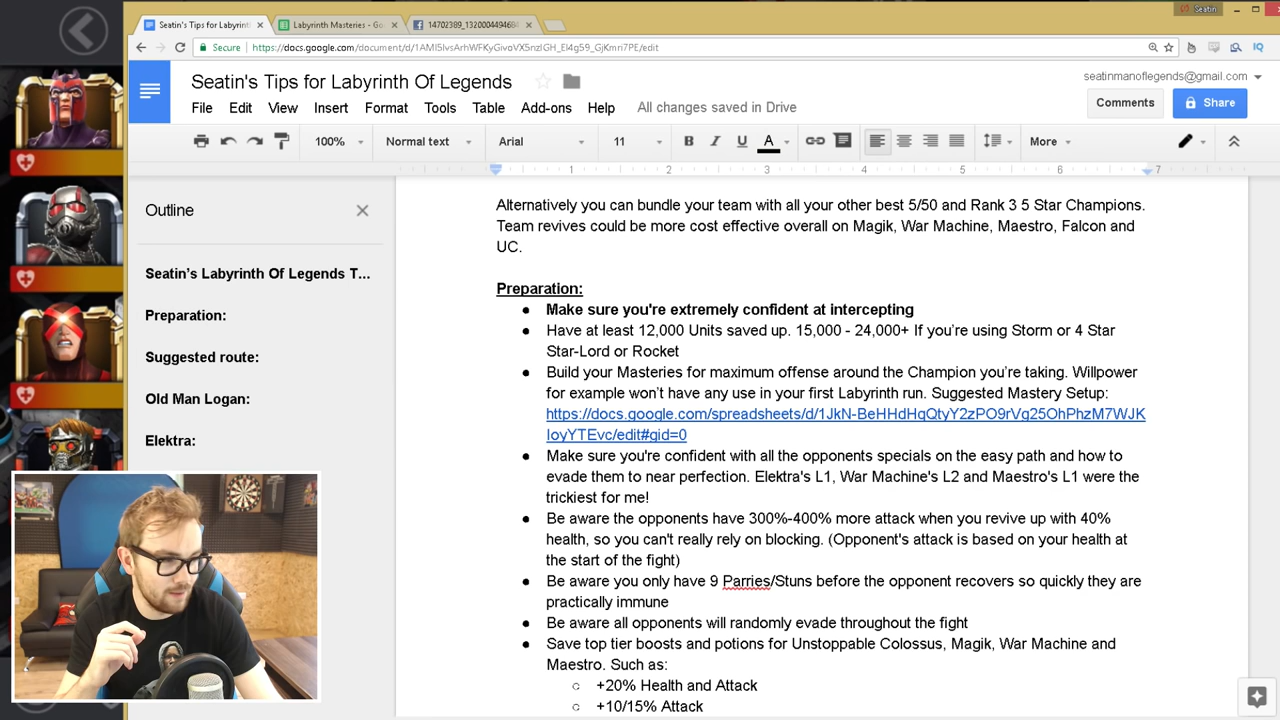 Seatin
Seatin's Tips for Labyrint
Labyrinth Masteries - Go
14702389_1320004494684
Secure
https://docs.google.com/document/d/1AMI5IvsArhWFKyGivoVX5nzIGH_El4g59_GjKmri7PE/edit
Seatin's Tips for Labyrinth Of Legends
seatinmanoflegends@gmail.com
File Edit View Insert Format Tools Table Add-ons Help All changes saved in Drive
Comments
Share
100% Normal text Arial 11 B I U A More
1 2 3 4 5 6 7
Outline
Seatin's Labyrinth Of Legends T...
Preparation:
Suggested route:
Old Man Logan:
Elektra:
Alternatively you can bundle your team with all your other best 5/50 and Rank 3 5 Star Champions.
Team revives could be more cost effective overall on Magik, War Machine, Maestro, Falcon and
UC.
Preparation:
● Make sure you're extremely confident at intercepting
● Have at least 12,000 Units saved up. 15,000 - 24,000+ If you're using Storm or 4 Star
Star-Lord or Rocket
● Build your Masteries for maximum offense around the Champion you're taking. Willpower
for example won't have any use in your first Labyrinth run. Suggested Mastery Setup:
https://docs.google.com/spreadsheets/d/1JkN-BeHHdHqQtyY2zPO9rVg25OhPhzM7WJK
IoyYTEvc/edit#gid=0
● Make sure you're confident with all the opponents specials on the easy path and how to
evade them to near perfection. Elektra's L1, War Machine's L2 and Maestro's L1 were the
trickiest for me!
● Be aware the opponents have 300%-400% more attack when you revive up with 40%
health, so you can't really rely on blocking. (Opponent's attack is based on your health at
the start of the fight)
● Be aware you only have 9 Parries/Stuns before the opponent recovers so quickly they are
practically immune
● Be aware all opponents will randomly evade throughout the fight
● Save top tier boosts and potions for Unstoppable Colossus, Magik, War Machine and
Maestro. Such as:
○ +20% Health and Attack
○ +10/15% Attack